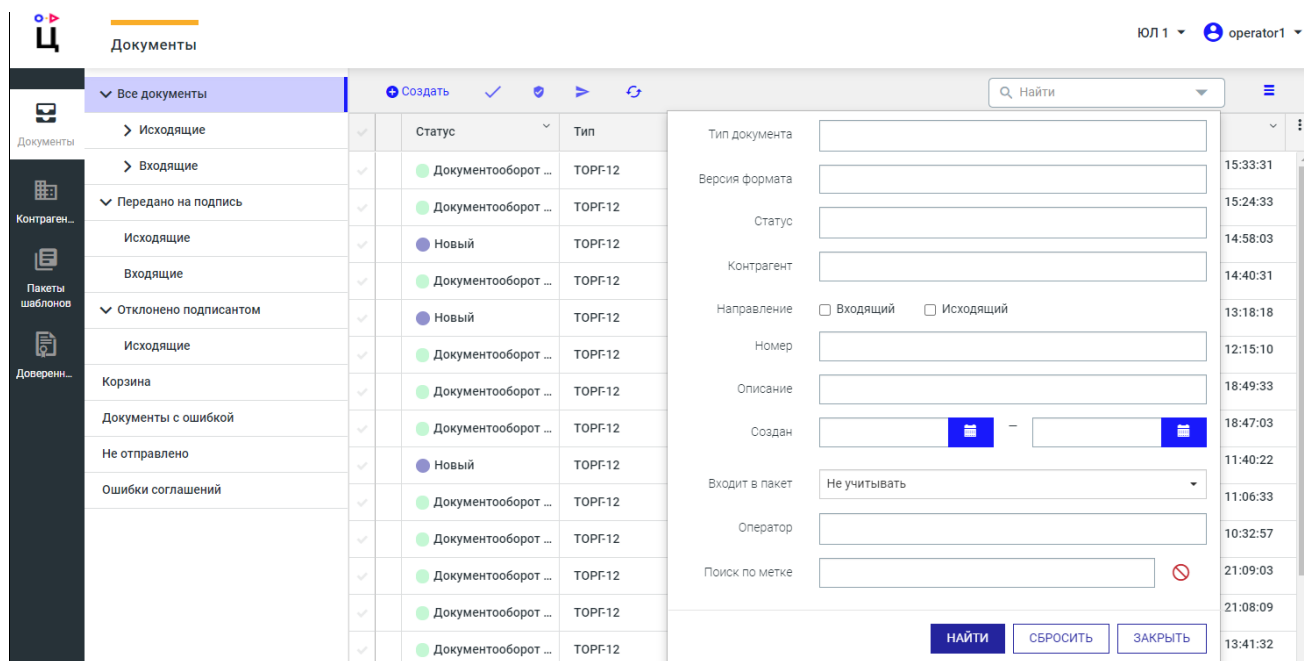 Ц
Документы
ЮЛ 1
operator1
Документы
Контраген...
Пакеты
шаблонов
Доверенн...
Все документы
Исходящие
Входящие
Передано на подпись
Исходящие
Входящие
Отклонено подписантом
Исходящие
Корзина
Документы с ошибкой
Не отправлено
Ошибки соглашений
Создать
Найти
Статус Тип
Документооборот ... ТОРГ-12 15:33:31
Документооборот ... ТОРГ-12 15:24:33
Новый ТОРГ-12 14:58:03
Документооборот ... ТОРГ-12 14:40:31
Новый ТОРГ-12 13:18:18
Документооборот ... ТОРГ-12 12:15:10
Документооборот ... ТОРГ-12 18:49:33
Документооборот ... ТОРГ-12 18:47:03
Новый ТОРГ-12 11:40:22
Документооборот ... ТОРГ-12 11:06:33
Документооборот ... ТОРГ-12 10:32:57
Документооборот ... ТОРГ-12 21:09:03
Документооборот ... ТОРГ-12 21:08:09
Документооборот ... ТОРГ-12 13:41:32
Тип документа
Версия формата
Статус
Контрагент
Направление Входящий Исходящий
Номер
Описание
Создан –
Входит в пакет Не учитывать
Оператор
Поиск по метке
НАЙТИ СБРОСИТЬ ЗАКРЫТЬ